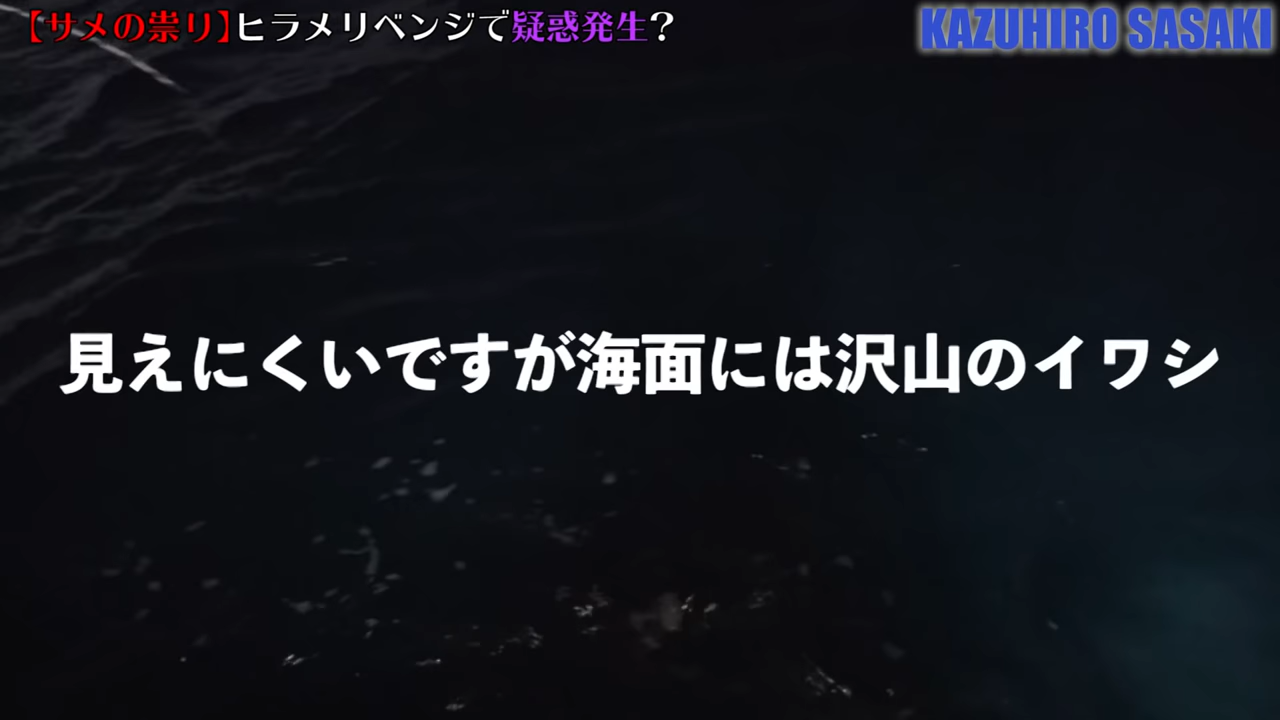 【サメの祟り】ヒラメリベンジで疑惑発生？
KAZUHIRO SASAKI
見えにくいですが海面には沢山のイワシ